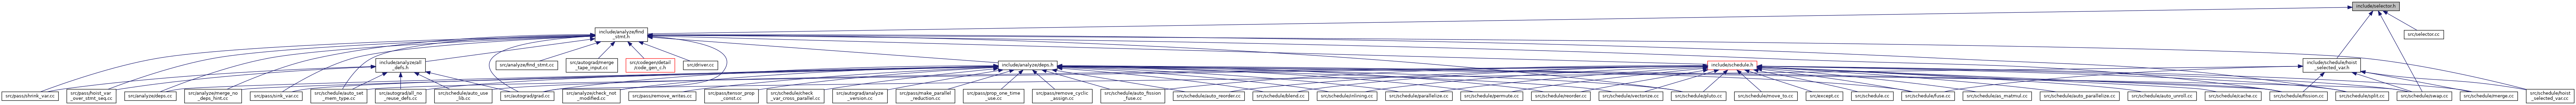 include/selector.h
include/analyze/find
_stmt.h
src/selector.cc
include/analyze/all
_defs.h
src/analyze/find_stmt.cc
src/autograd/merge
_tape_input.cc
src/codegen/detail
/code_gen_c.h
src/driver.cc
include/analyze/deps.h
include/schedule.h
include/schedule/hoist
_selected_var.h
src/pass/shrink_var.cc
src/pass/hoist_var
_over_stmt_seq.cc
src/analyze/deps.cc
src/analyze/merge_no
_deps_hint.cc
src/pass/sink_var.cc
src/schedule/auto_set
_mem_type.cc
src/autograd/all_no
_reuse_defs.cc
src/schedule/auto_use
_lib.cc
src/autograd/grad.cc
src/analyze/check_not
_modified.cc
src/pass/remove_writes.cc
src/pass/tensor_prop
_const.cc
src/schedule/check
_var_cross_parallel.cc
src/autograd/analyze
_version.cc
src/pass/make_parallel
_reduction.cc
src/pass/prop_one_time
_use.cc
src/pass/remove_cyclic
_assign.cc
src/schedule/auto_fission
_fuse.cc
src/schedule/auto_reorder.cc
src/schedule/blend.cc
src/schedule/inlining.cc
src/schedule/parallelize.cc
src/schedule/permute.cc
src/schedule/reorder.cc
src/schedule/vectorize.cc
src/schedule/pluto.cc
src/schedule/move_to.cc
src/except.cc
src/schedule.cc
src/schedule/fuse.cc
src/schedule/as_matmul.cc
src/schedule/auto_parallelize.cc
src/schedule/auto_unroll.cc
src/schedule/cache.cc
src/schedule/fission.cc
src/schedule/split.cc
src/schedule/swap.cc
src/schedule/merge.cc
src/schedule/hoist
_selected_var.cc